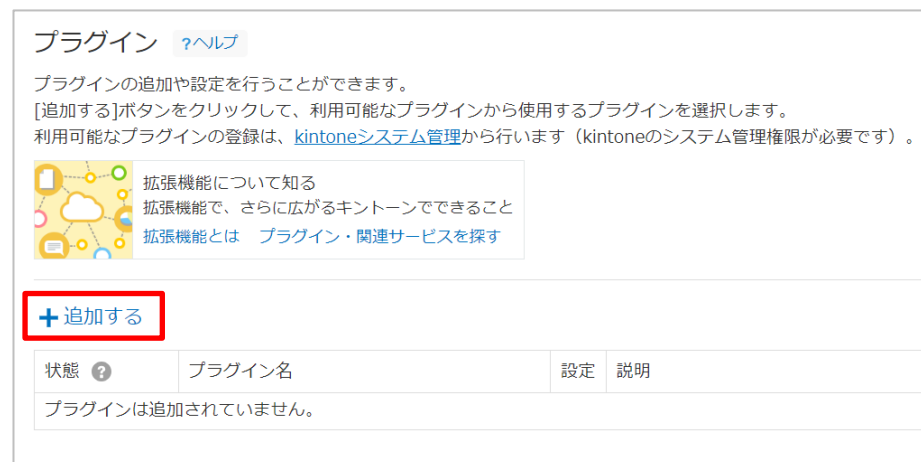 プラグイン ?ヘルプ
プラグインの追加や設定を行うことができます。
[追加する]ボタンをクリックして、利用可能なプラグインから使用するプラグインを選択します。
利用可能なプラグインの登録は、kintoneシステム管理から行います（kintoneのシステム管理権限が必要です）。
拡張機能について知る
拡張機能で、さらに広がるキントーンでできること
拡張機能とは プラグイン・関連サービスを探す
+追加する
状態 ? プラグイン名 設定 説明
プラグインは追加されていません。